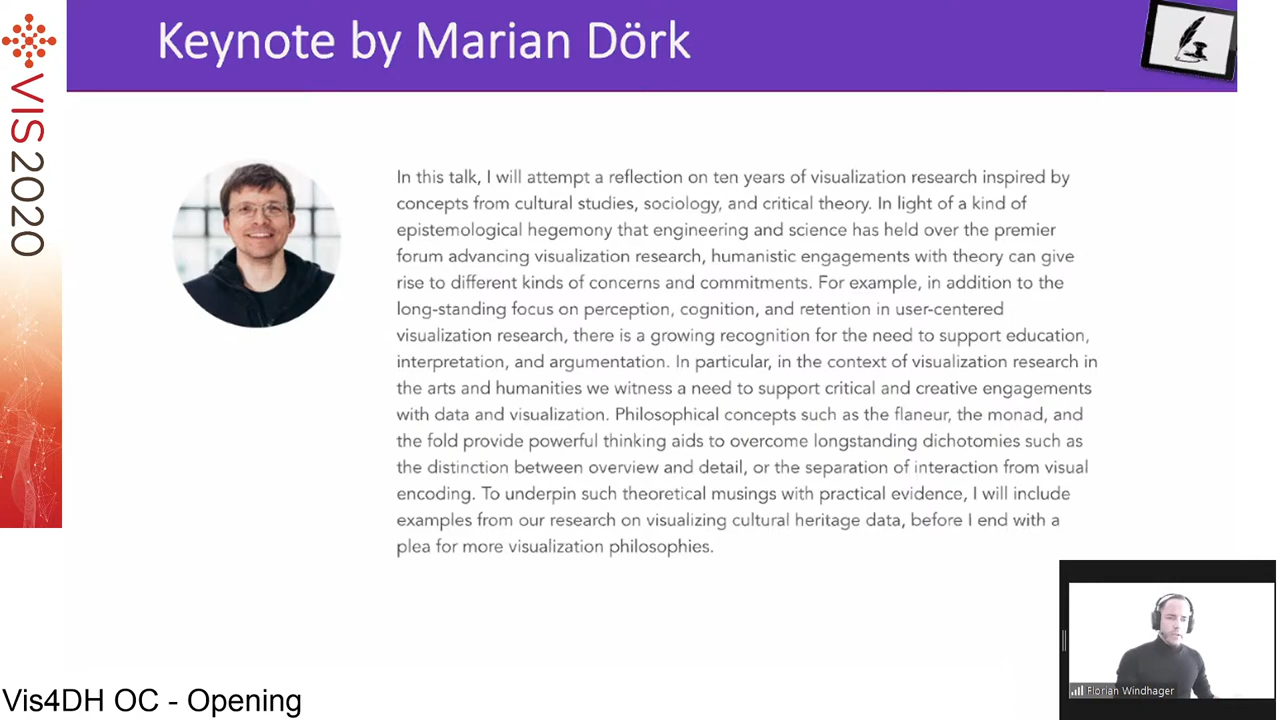 Keynote by Marian Dörk
VIS2020
In this talk, I will attempt a reflection on ten years of visualization research inspired by
concepts from cultural studies, sociology, and critical theory. In light of a kind of
epistemological hegemony that engineering and science has held over the premier
forum advancing visualization research, humanistic engagements with theory can give
rise to different kinds of concerns and commitments. For example, in addition to the
long-standing focus on perception, cognition, and retention in user-centered
visualization research, there is a growing recognition for the need to support education,
interpretation, and argumentation. In particular, in the context of visualization research in
the arts and humanities we witness a need to support critical and creative engagements
with data and visualization. Philosophical concepts such as the flaneur, the monad, and
the fold provide powerful thinking aids to overcome longstanding dichotomies such as
the distinction between overview and detail, or the separation of interaction from visual
encoding. To underpin such theoretical musings with practical evidence, I will include
examples from our research on visualizing cultural heritage data, before I end with a
plea for more visualization philosophies.
Florian Windhager
Vis4DH OC - Opening